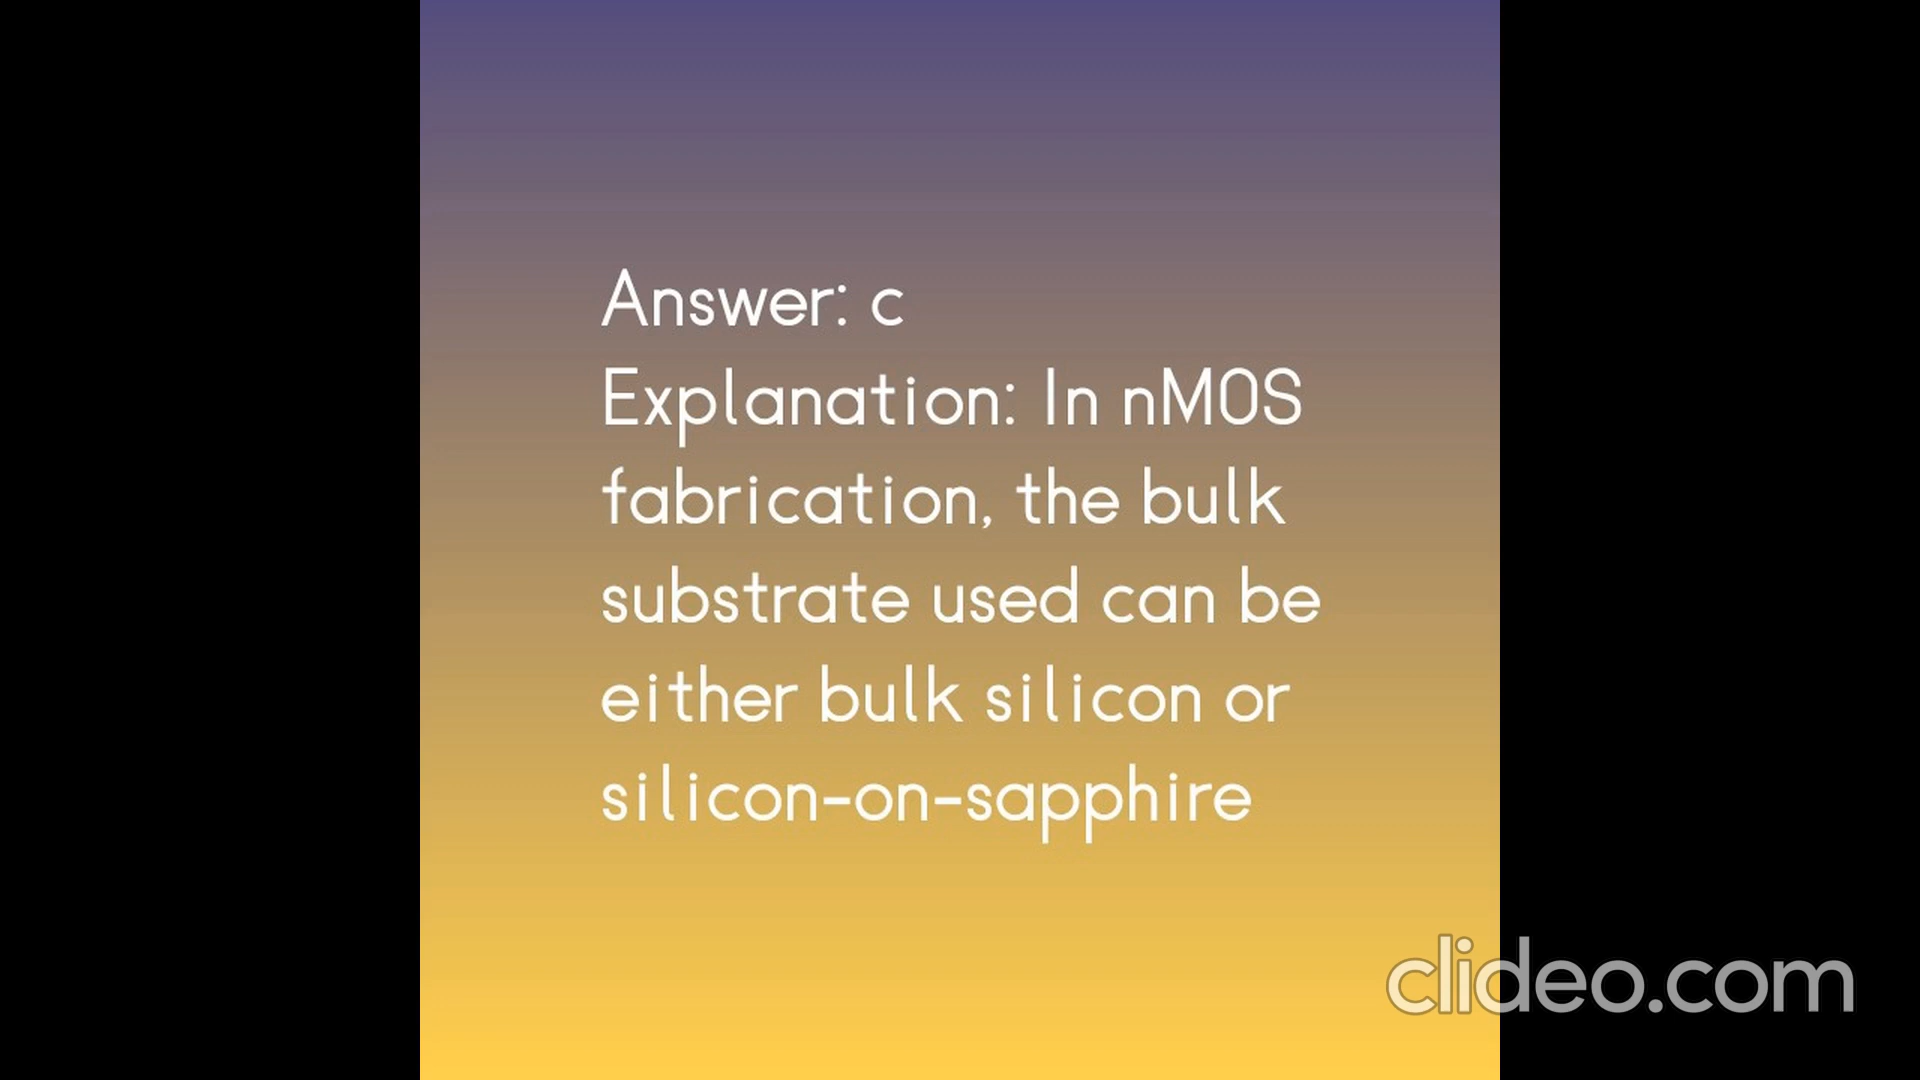 Answer: c
Explanation: In nMOS
fabrication, the bulk
substrate used can be
either bulk silicon or
silicon-on-sapphire
clideo.com